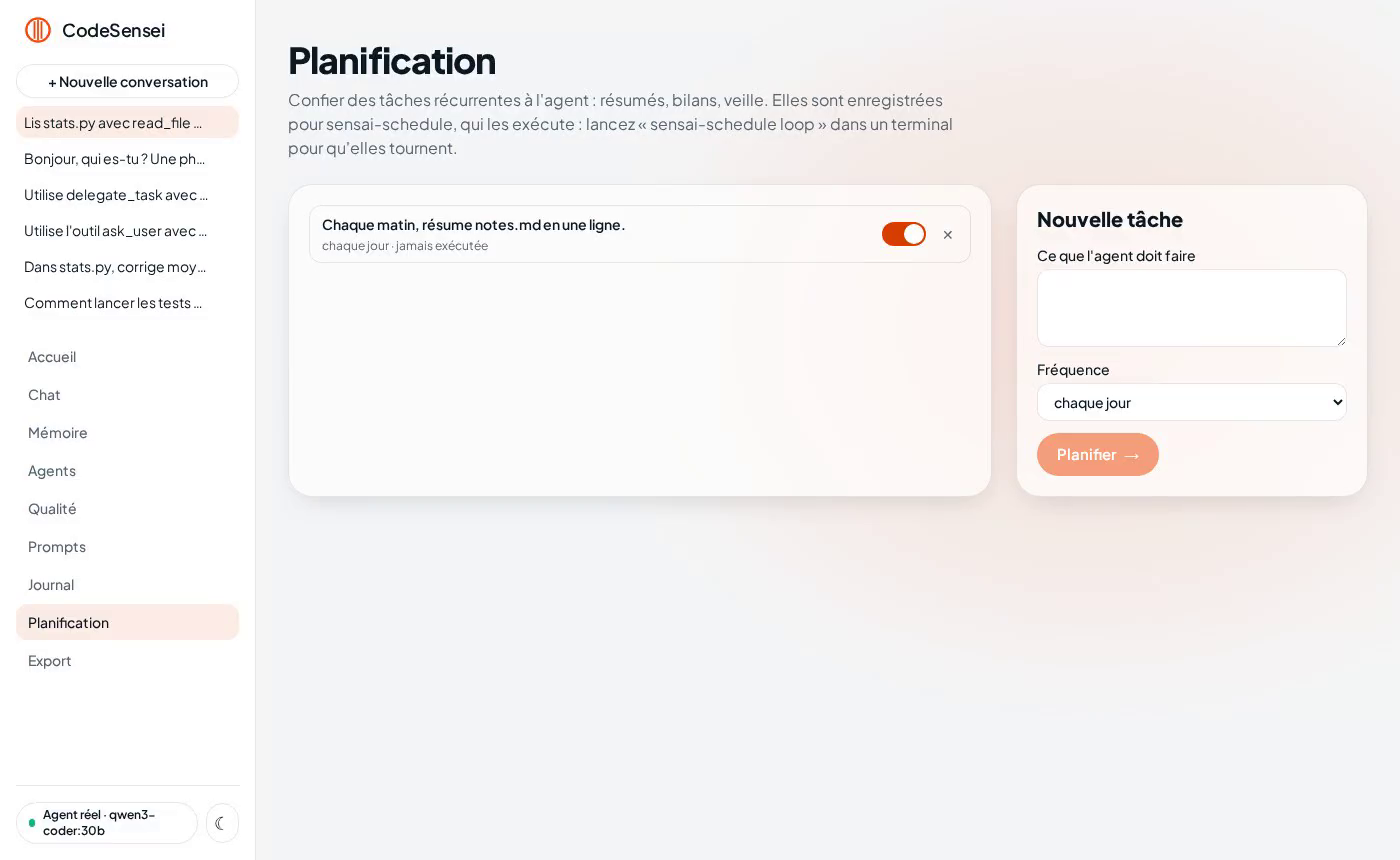 CodeSensei
+ Nouvelle conversation
Lis stats.py avec read_file ...
Bonjour, qui es-tu ? Une ph...
Utilise delegate_task avec ...
Utilise l'outil ask_user avec ...
Dans stats.py, corrige moy...
Comment lancer les tests ...
Accueil
Chat
Mémoire
Agents
Qualité
Prompts
Journal
Planification
Export
Agent réel · qwen3-
coder:30b
Planification
Confier des tâches récurrentes à l'agent : résumés, bilans, veille. Elles sont enregistrées
pour sensai-schedule, qui les exécute : lancez « sensai-schedule loop » dans un terminal
pour qu'elles tournent.
Chaque matin, résume notes.md en une ligne.
chaque jour · jamais exécutée
×
Nouvelle tâche
Ce que l'agent doit faire
Fréquence
chaque jour
Planifier →